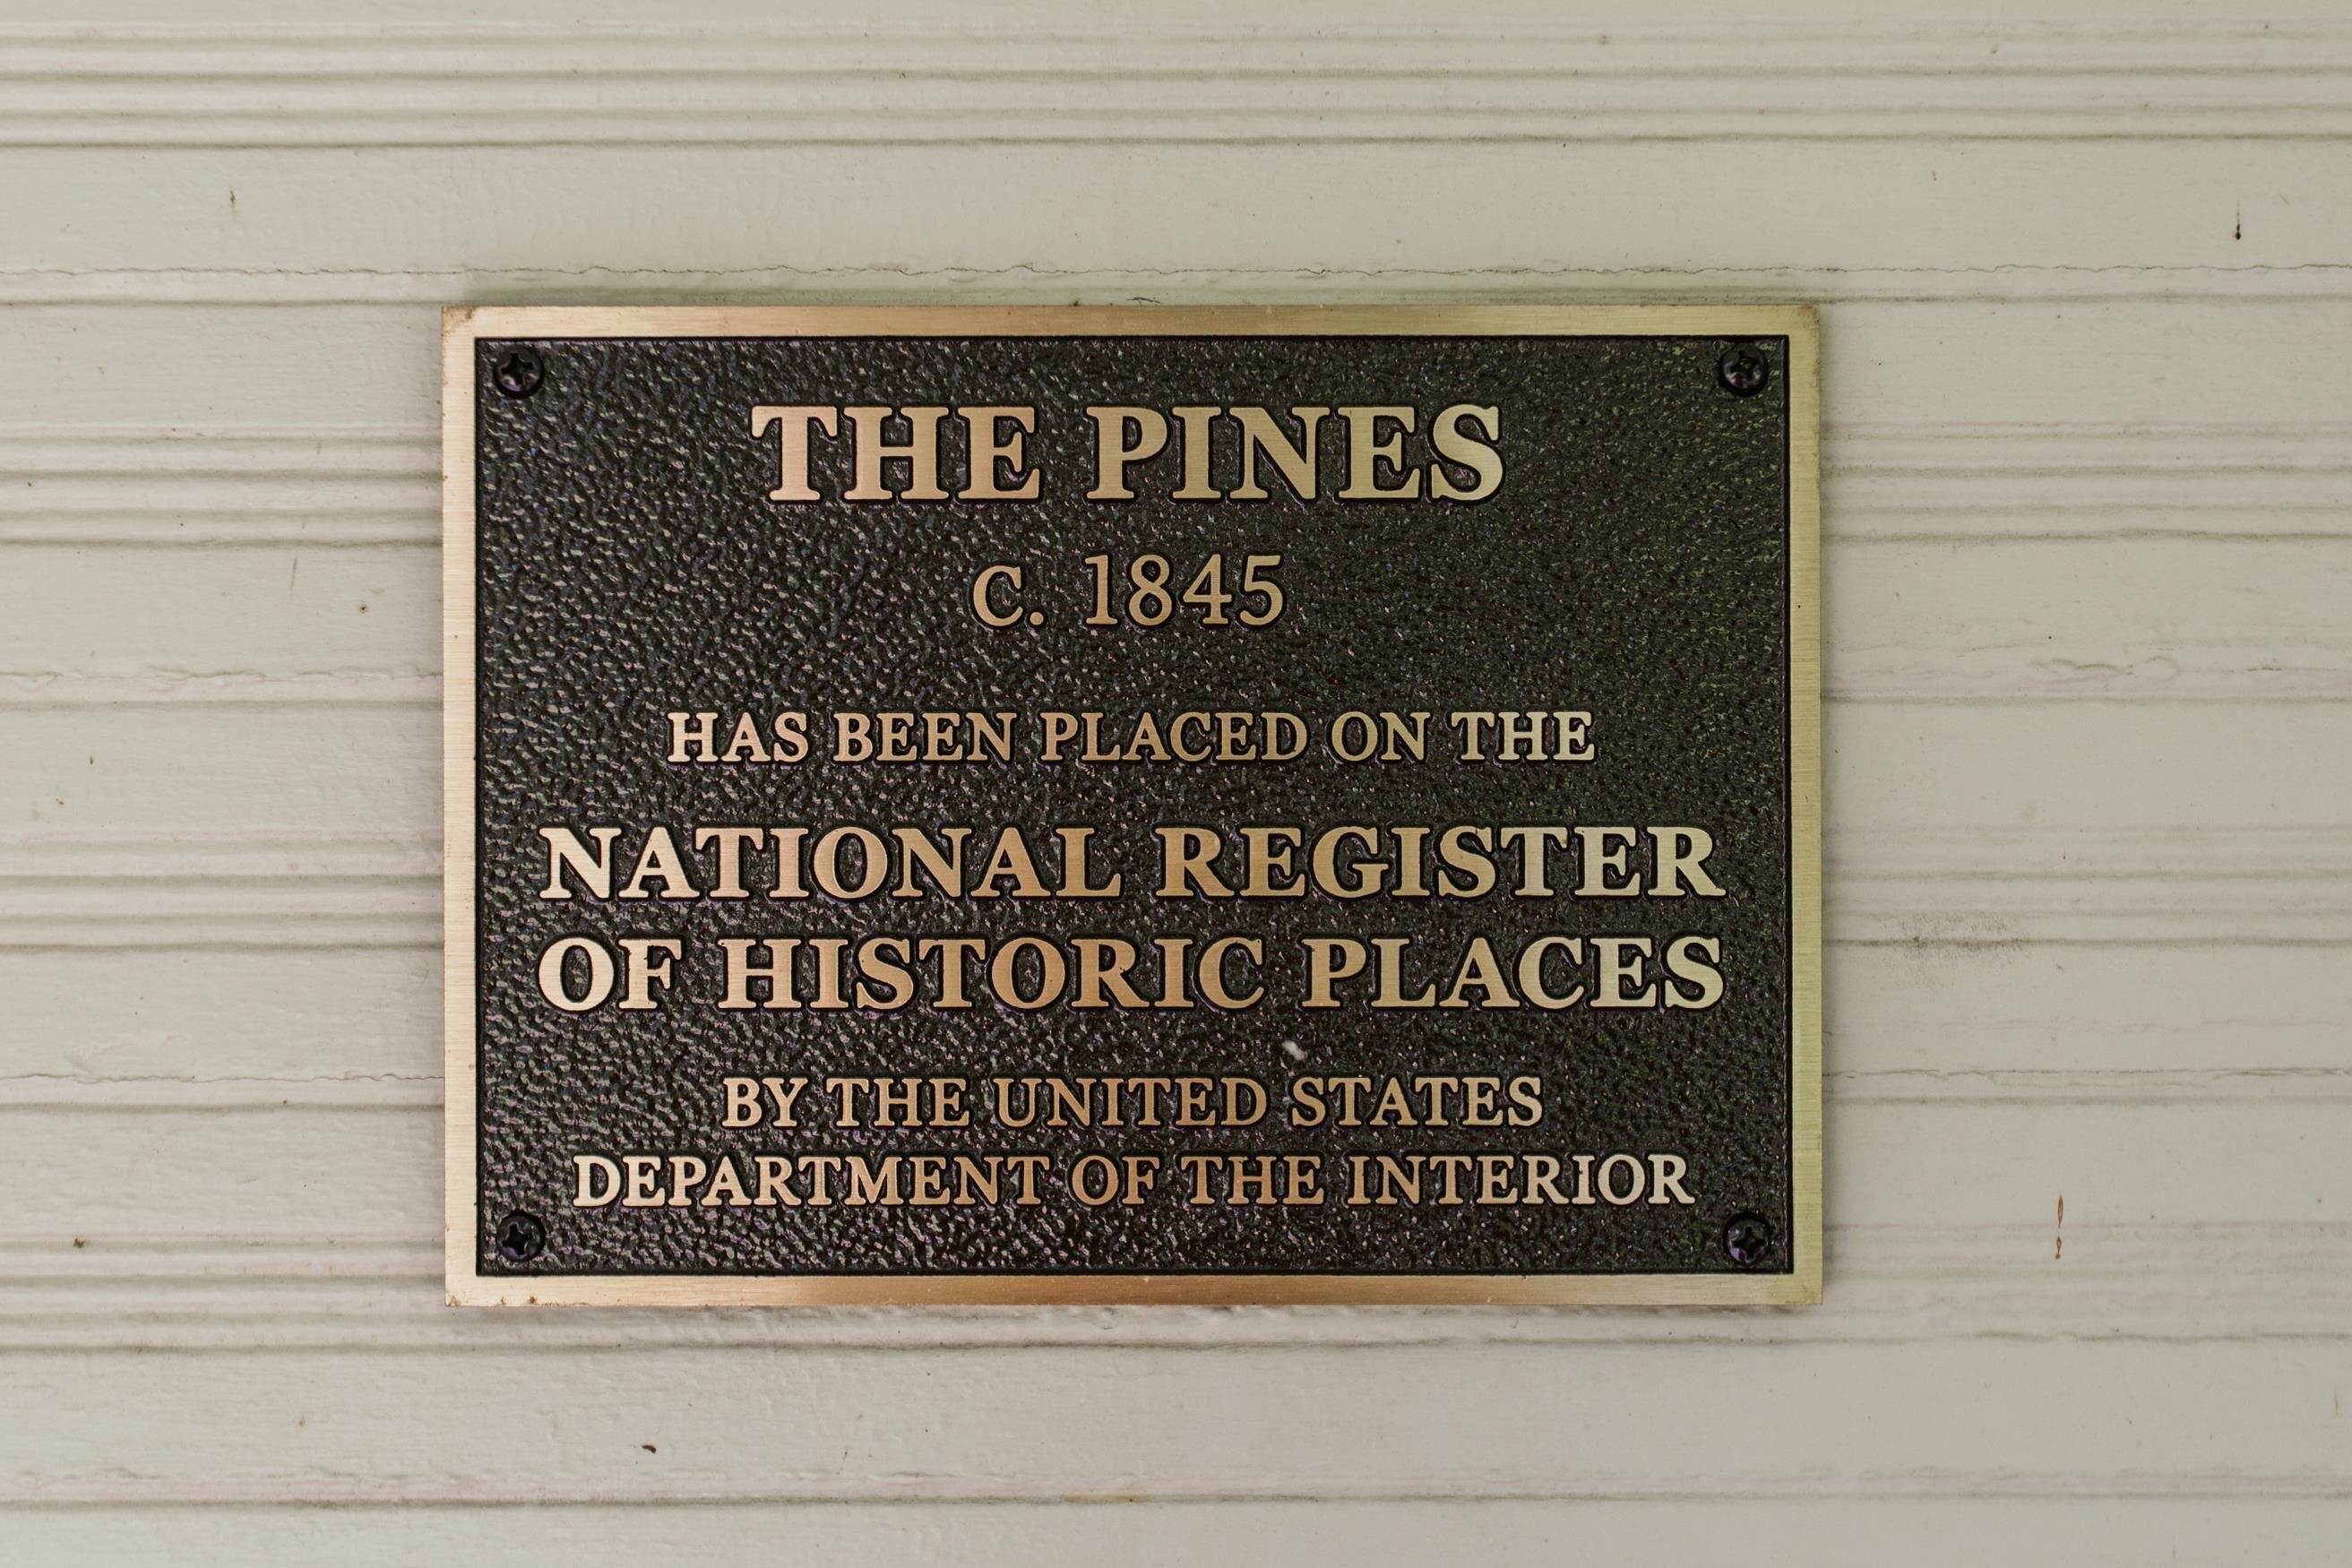 THE PINES
C. 1845
HAS BEEN PLACED ON THE
NATIONAL REGISTER
OF HISTORIC PLACES
BY THE UNITED STATES
DEPARTMENT OF THE INTERIOR